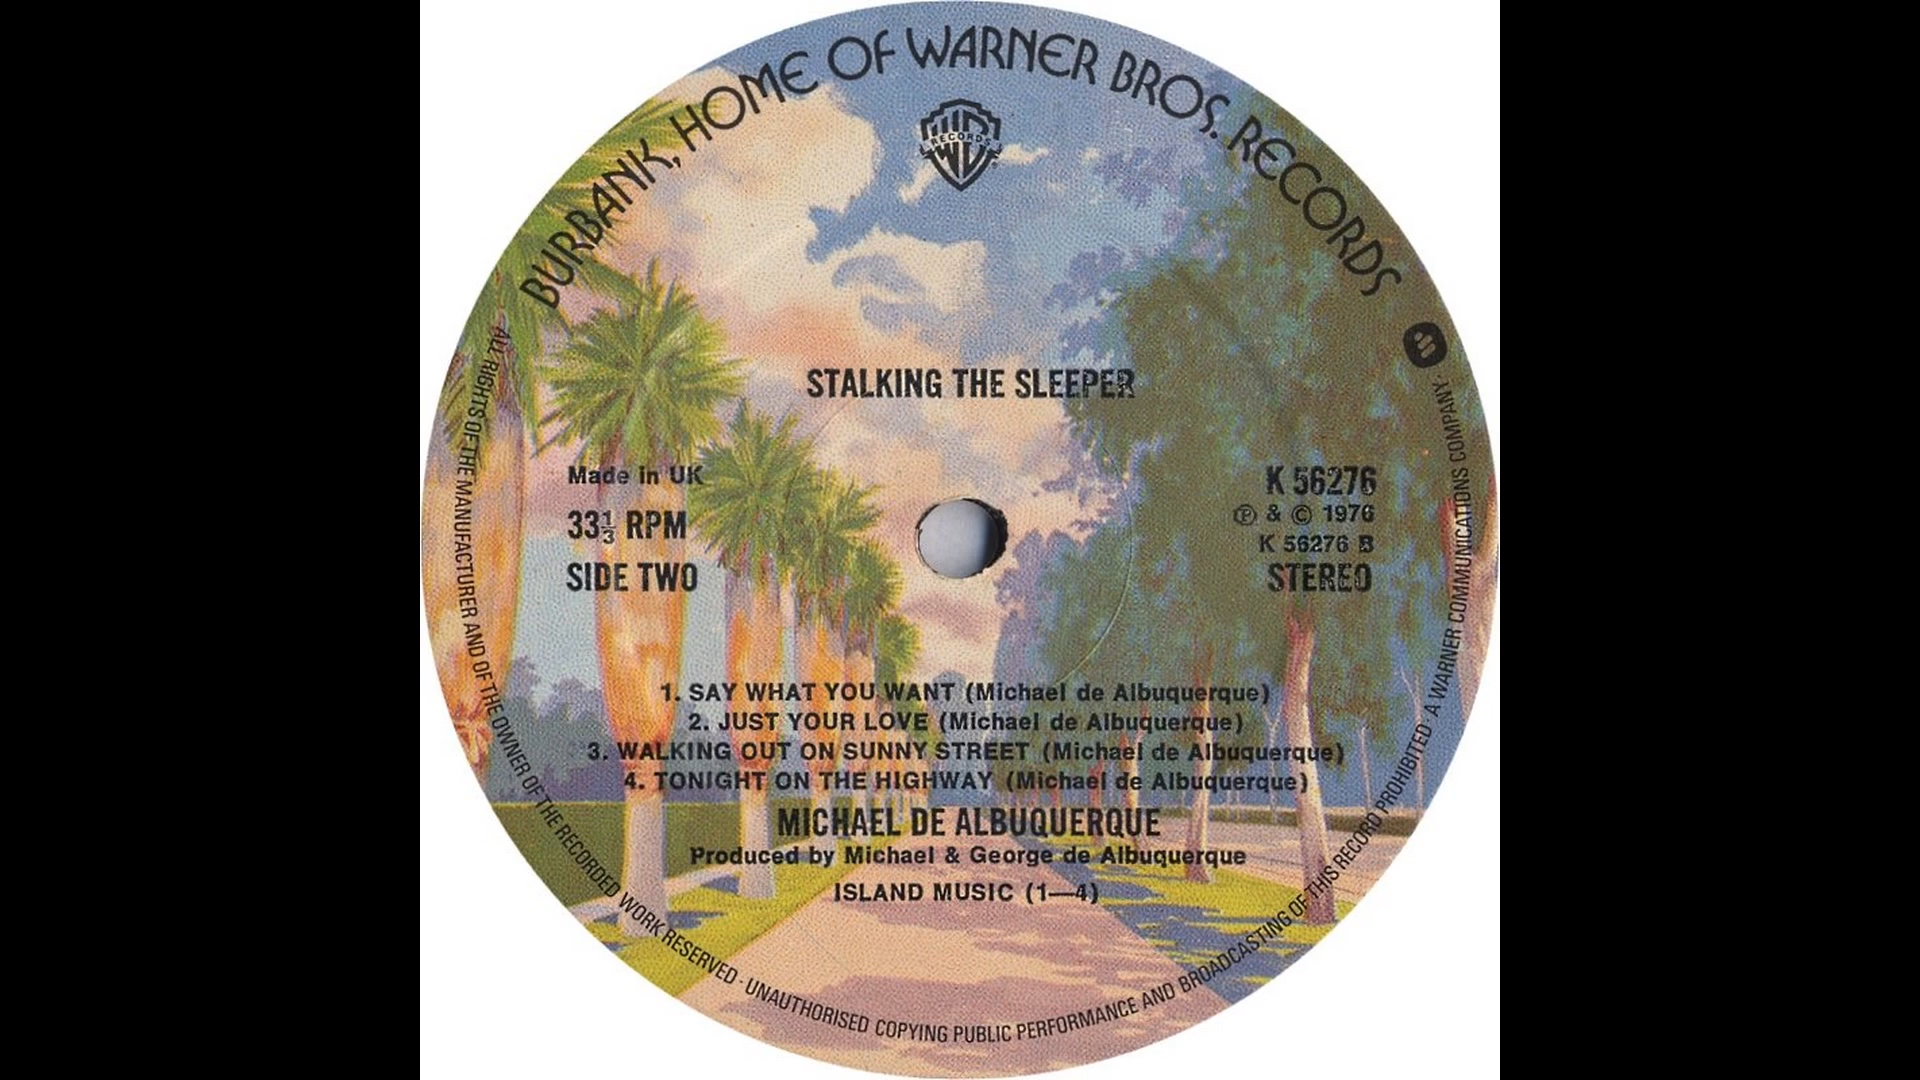 BURBANK, HOME OF WARNER BROS. RECORDS
RECORDS
STALKING THE SLEEPER
Made in UK
33⅓ RPM
SIDE TWO
K 56276
Ⓟ & © 1976
K 56276 B
STEREO
1. SAY WHAT YOU WANT (Michael de Albuquerque)
2. JUST YOUR LOVE (Michael de Albuquerque)
3. WALKING OUT ON SUNNY STREET (Michael de Albuquerque)
4. TONIGHT ON THE HIGHWAY (Michael de Albuquerque)
MICHAEL DE ALBUQUERQUE
Produced by Michael & George de Albuquerque
ISLAND MUSIC (1—4)
ALL RIGHTS OF THE MANUFACTURER AND OF THE OWNER OF THE RECORDED WORK RESERVED · UNAUTHORISED COPYING PUBLIC PERFORMANCE AND BROADCASTING OF THIS RECORD PROHIBITED A WARNER COMMUNICATIONS COMPANY ·